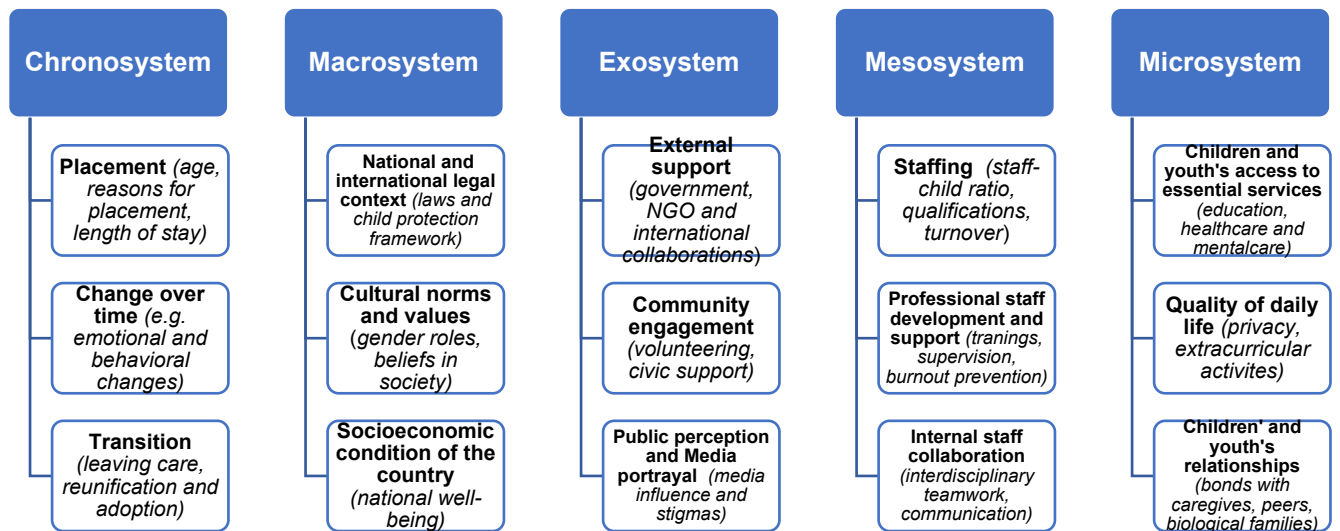 Chronosystem
Placement (age,
reasons for
placement,
length of stay)
Change over
time (e.g.
emotional and
behavioral
changes)
Transition
(leaving care,
reunification and
adoption)
Macrosystem
National and
international legal
context (laws and
child protection
framework)
Cultural norms
and values
(gender roles,
beliefs in
society)
Socioeconomic
condition of the
country
(national well-
being)
Exosystem
External
support
(government,
NGO and
international
collaborations)
Community
engagement
(volunteering,
civic support)
Public perception
and Media
portrayal (media
influence and
stigmas)
Mesosystem
Staffing (staff-
child ratio,
qualifications,
turnover)
Professional staff
development and
support (tranings,
supervision,
burnout prevention)
Internal staff
collaboration
(interdisciplinary
teamwork,
communication)
Microsystem
Children and
youth's access to
essential services
(education,
healthcare and
mentalcare)
Quality of daily
life (privacy,
extracurricular
activites)
Children' and
youth's
relationships
(bonds with
caregives, peers,
biological families)